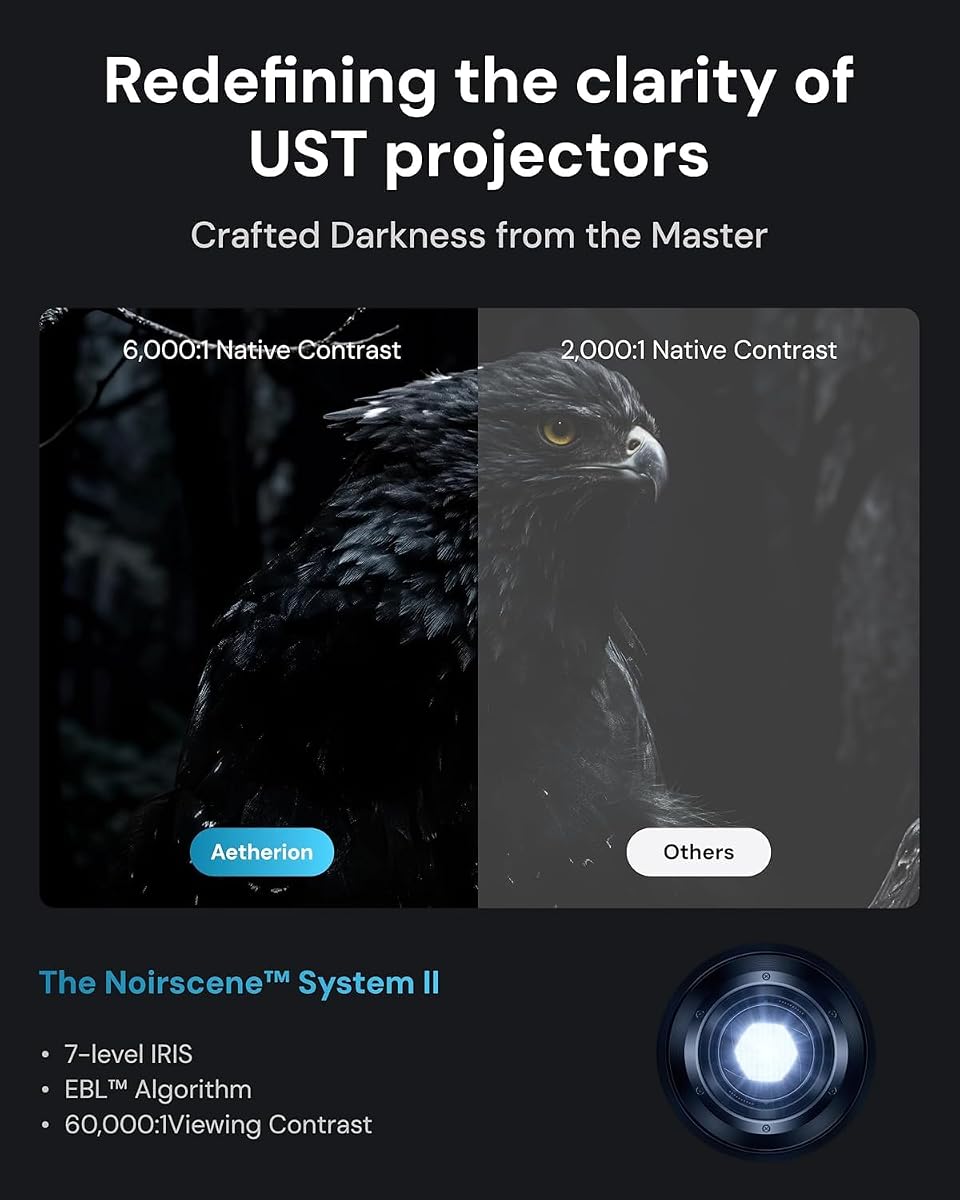 Redefining the clarity of
UST projectors
Crafted Darkness from the Master
6,000:1 Native Contrast
2,000:1 Native Contrast
Aetherion
Others
The Noirscene™ System II
• 7-level IRIS
• EBL™ Algorithm
• 60,000:1Viewing Contrast